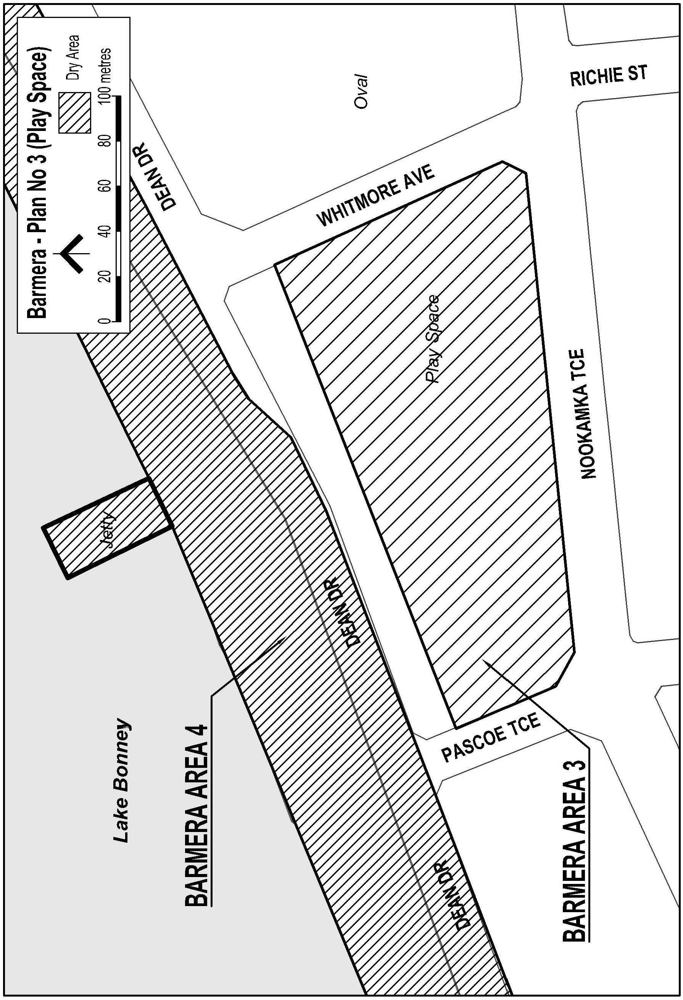 Barmera - Plan No 3 (Play Space)
Dry Area
0 20 40 60 80 100 metres
Lake Bonney
Jetty
BARMERA AREA 4
DEAN DR
DEAN DR
DEAN DR
WHITMORE AVE
Oval
Play Space
PASCOE TCE
NOOKAMKA TCE
RICHIE ST
BARMERA AREA 3